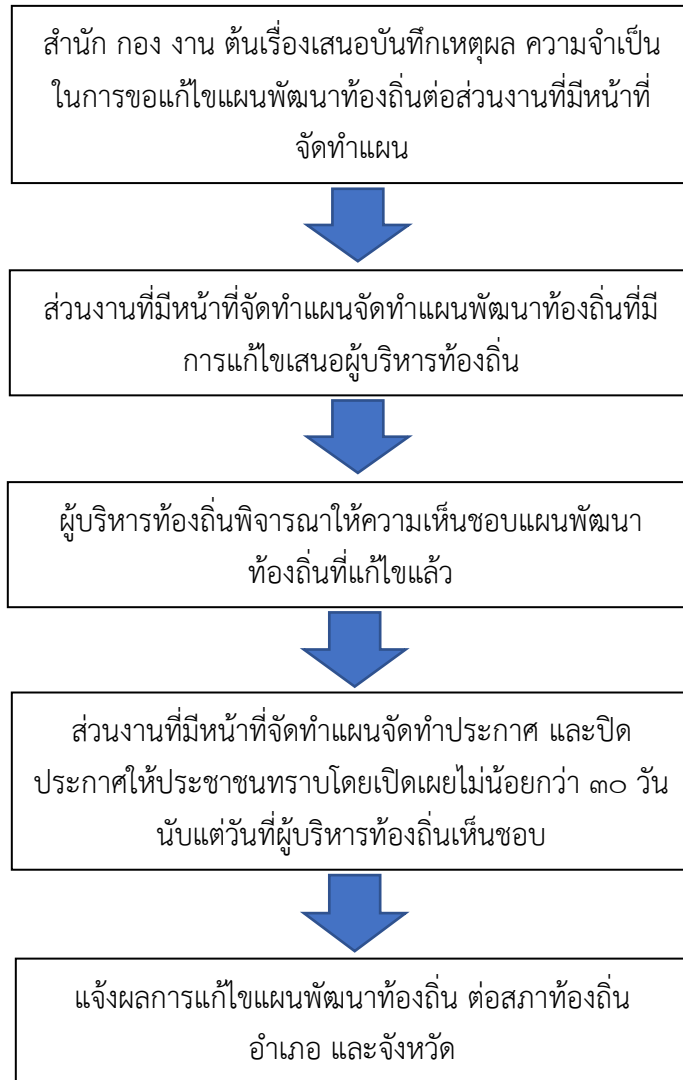 สำนัก กอง งาน ต้นเรื่องเสนอบันทึกเหตุผล ความจำเป็น
ในการขอแก้ไขแผนพัฒนาท้องถิ่นต่อส่วนงานที่มีหน้าที่
จัดทำแผน
ส่วนงานที่มีหน้าที่จัดทำแผนจัดทำแผนพัฒนาท้องถิ่นที่มี
การแก้ไขเสนอผู้บริหารท้องถิ่น
ผู้บริหารท้องถิ่นพิจารณาให้ความเห็นชอบแผนพัฒนา
ท้องถิ่นที่แก้ไขแล้ว
ส่วนงานที่มีหน้าที่จัดทำแผนจัดทำประกาศ และปิด
ประกาศให้ประชาชนทราบโดยเปิดเผยไม่น้อยกว่า ๓๐ วัน
นับแต่วันที่ผู้บริหารท้องถิ่นเห็นชอบ
แจ้งผลการแก้ไขแผนพัฒนาท้องถิ่น ต่อสภาท้องถิ่น
อำเภอ และจังหวัด